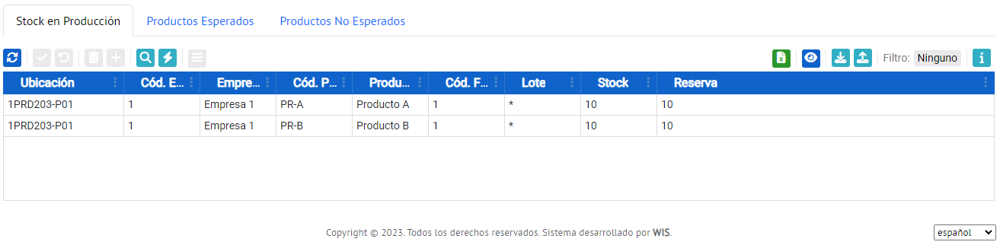 Stock en Producción Productos Esperados Productos No Esperados
Filtro: Ninguno
Ubicación Cód. E... Empre... Cód. P... Produ... Cód. F... Lote Stock Reserva
1PRD203-P01 1 Empresa 1 PR-A Producto A 1 * 10 10
1PRD203-P01 1 Empresa 1 PR-B Producto B 1 * 10 10
Copyright © 2023. Todos los derechos reservados. Sistema desarrollado por WIS. español